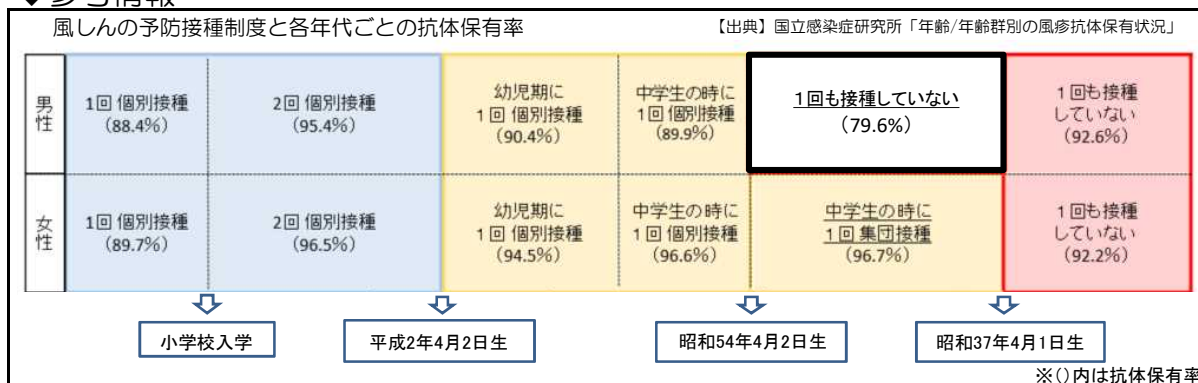 風しんの予防接種制度と各年代ごとの抗体保有率
【出典】国立感染症研究所「年齢/年齢群別の風疹抗体保有状況」
男性
1回 個別接種
(88.4%)
2回 個別接種
(95.4%)
幼児期に
1回 個別接種
(90.4%)
中学生の時に
1回 個別接種
(89.9%)
1回も接種していない
(79.6%)
1回も接種
していない
(92.6%)
女性
1回 個別接種
(89.7%)
2回 個別接種
(96.5%)
幼児期に
1回 個別接種
(94.5%)
中学生の時に
1回 個別接種
(96.6%)
中学生の時に
1回 集団接種
(96.7%)
1回も接種
していない
(92.2%)
小学校入学
平成2年4月2日生
昭和54年4月2日生
昭和37年4月1日生
※()内は抗体保有率